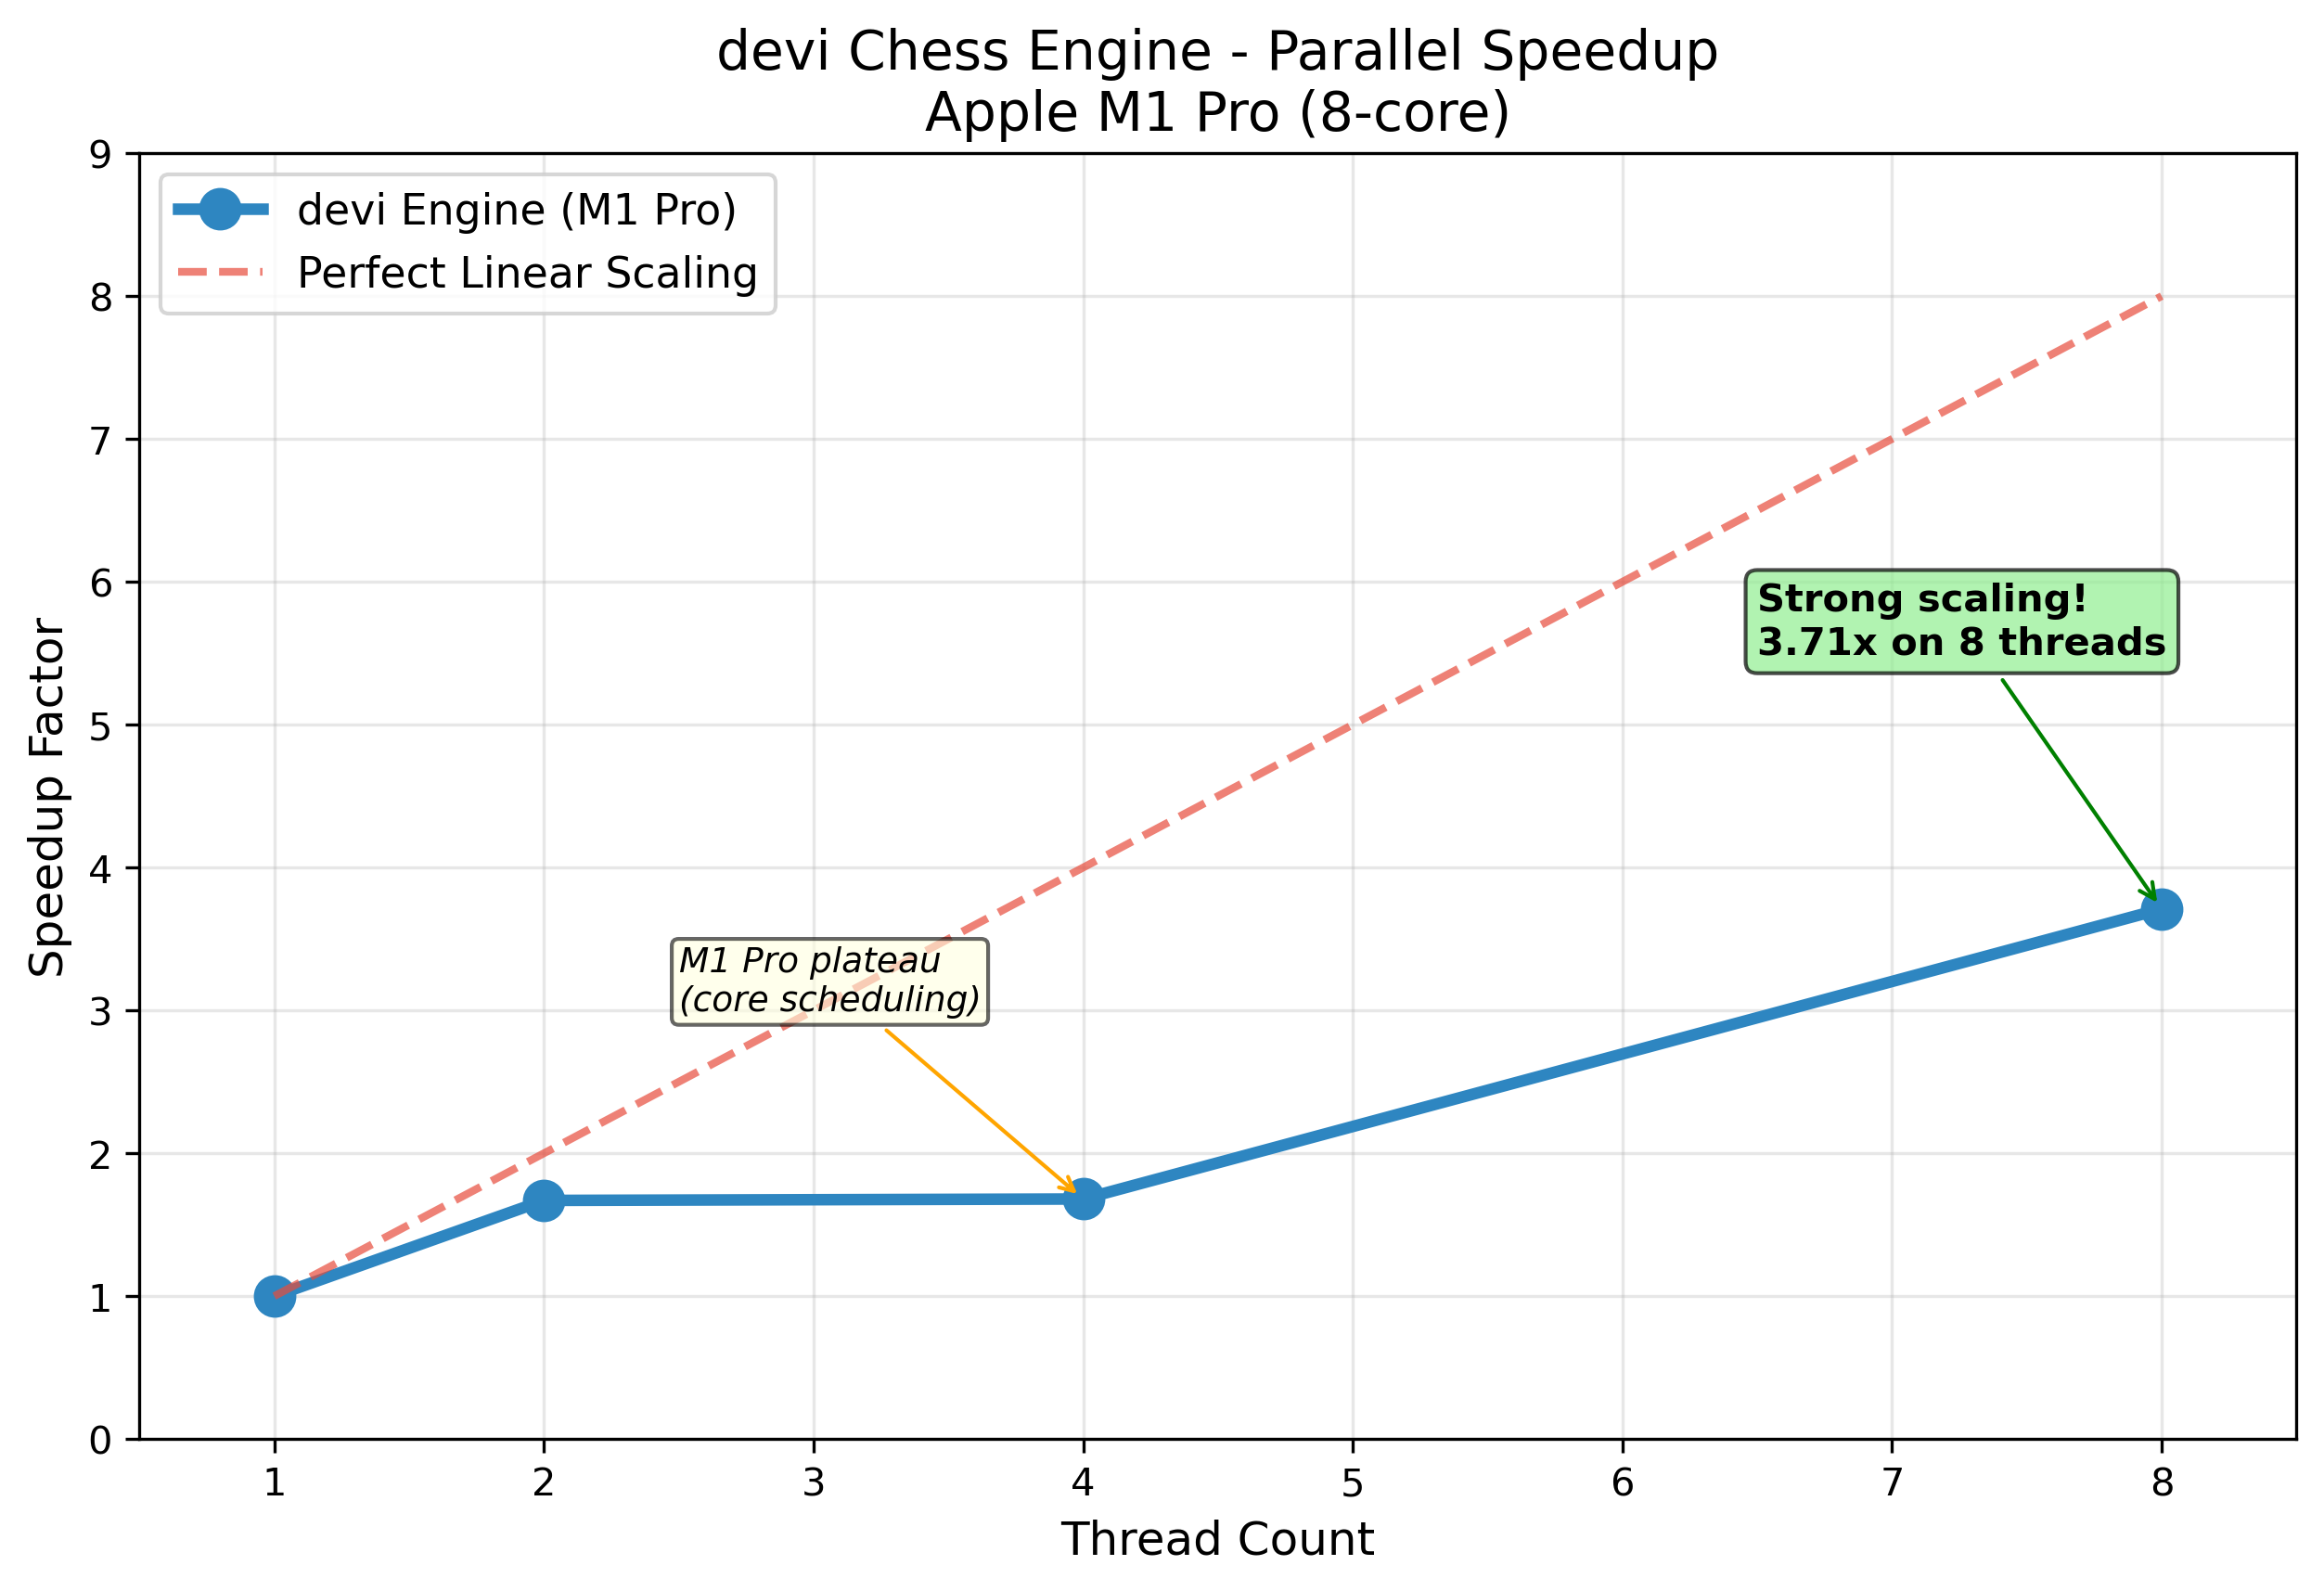 devi Chess Engine - Parallel Speedup
Apple M1 Pro (8-core)
devi Engine (M1 Pro)
Perfect Linear Scaling
Strong scaling!
3.71x on 8 threads
M1 Pro plateau
(core scheduling)
Speedup Factor
9
8
7
6
5
4
3
2
1
0
1 2 3 4 5 6 7 8
Thread Count